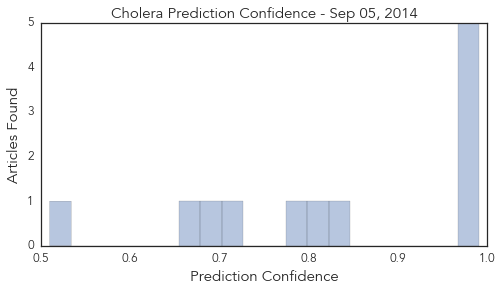 Cholera Prediction Confidence - Sep 05, 2014
Articles Found
5
4
3
2
1
0
0.5 0.6 0.7 0.8 0.9 1.0
Prediction Confidence